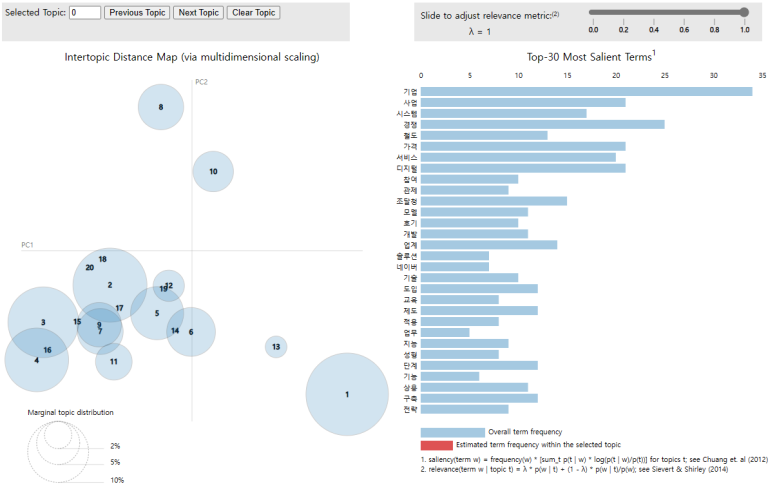 Selected Topic: 0 Previous Topic Next Topic Clear Topic
Slide to adjust relevance metric:(2)
λ = 1
0.0 0.2 0.4 0.6 0.8 1.0
Intertopic Distance Map (via multidimensional scaling)
PC2
PC1
8
10
18
20
2
19
12
17
3
15
9
7
5
14
6
16
4
11
13
1
Marginal topic distribution
2%
5%
10%
Top-30 Most Salient Terms1
0 5 10 15 20 25 30 35
기업
사업
시스템
경쟁
철도
가격
서비스
디지털
참여
관제
조달청
모델
초기
개발
업계
솔루션
네이버
기술
도입
교육
제도
적용
업무
지능
성될
단계
기능
상용
구축
전략
Overall term frequency
Estimated term frequency within the selected topic
1. saliency(term w) = frequency(w) * [sum_t p(t | w) * log(p(t | w)/p(t))] for topics t; see Chuang et. al (2012)
2. relevance(term w | topic t) = λ * p(w | t) + (1 - λ) * p(w | t)/p(w); see Sievert & Shirley (2014)